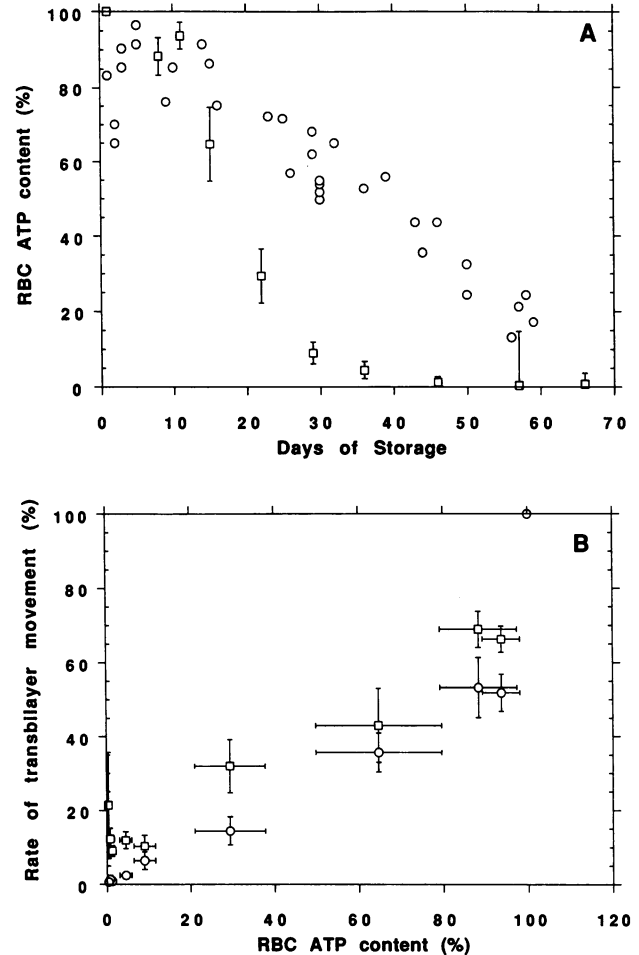 A
RBC ATP content (%)
100
80
60
40
20
0
0 10 20 30 40 50 60 70
Days of Storage
B
Rate of transbilayer movement (%)
100
80
60
40
20
0
0 20 40 60 80 100 120
RBC ATP content (%)